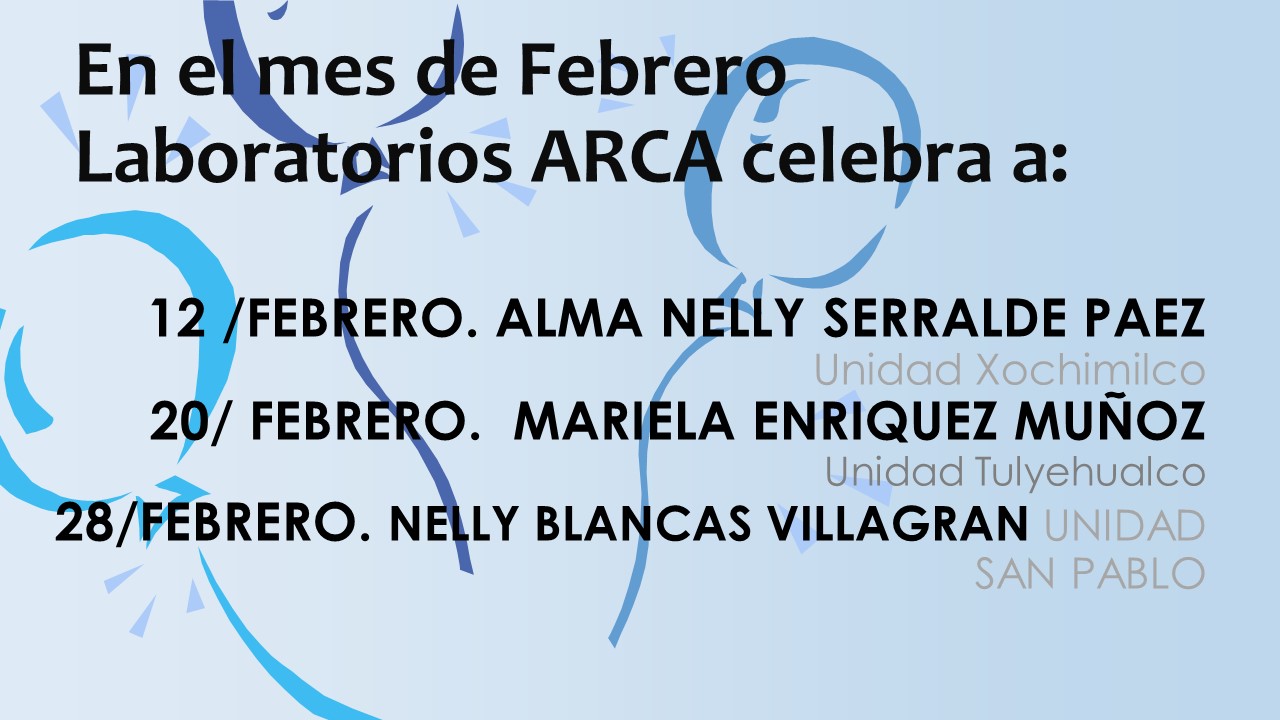 En el mes de Febrero
Laboratorios ARCA celebra a:
12 /FEBRERO. ALMA NELLY SERRALDE PAEZ
Unidad Xochimilco
20/ FEBRERO.  MARIELA ENRIQUEZ MUÑOZ
Unidad Tulyehualco
28/FEBRERO. NELLY BLANCAS VILLAGRAN UNIDAD
SAN PABLO